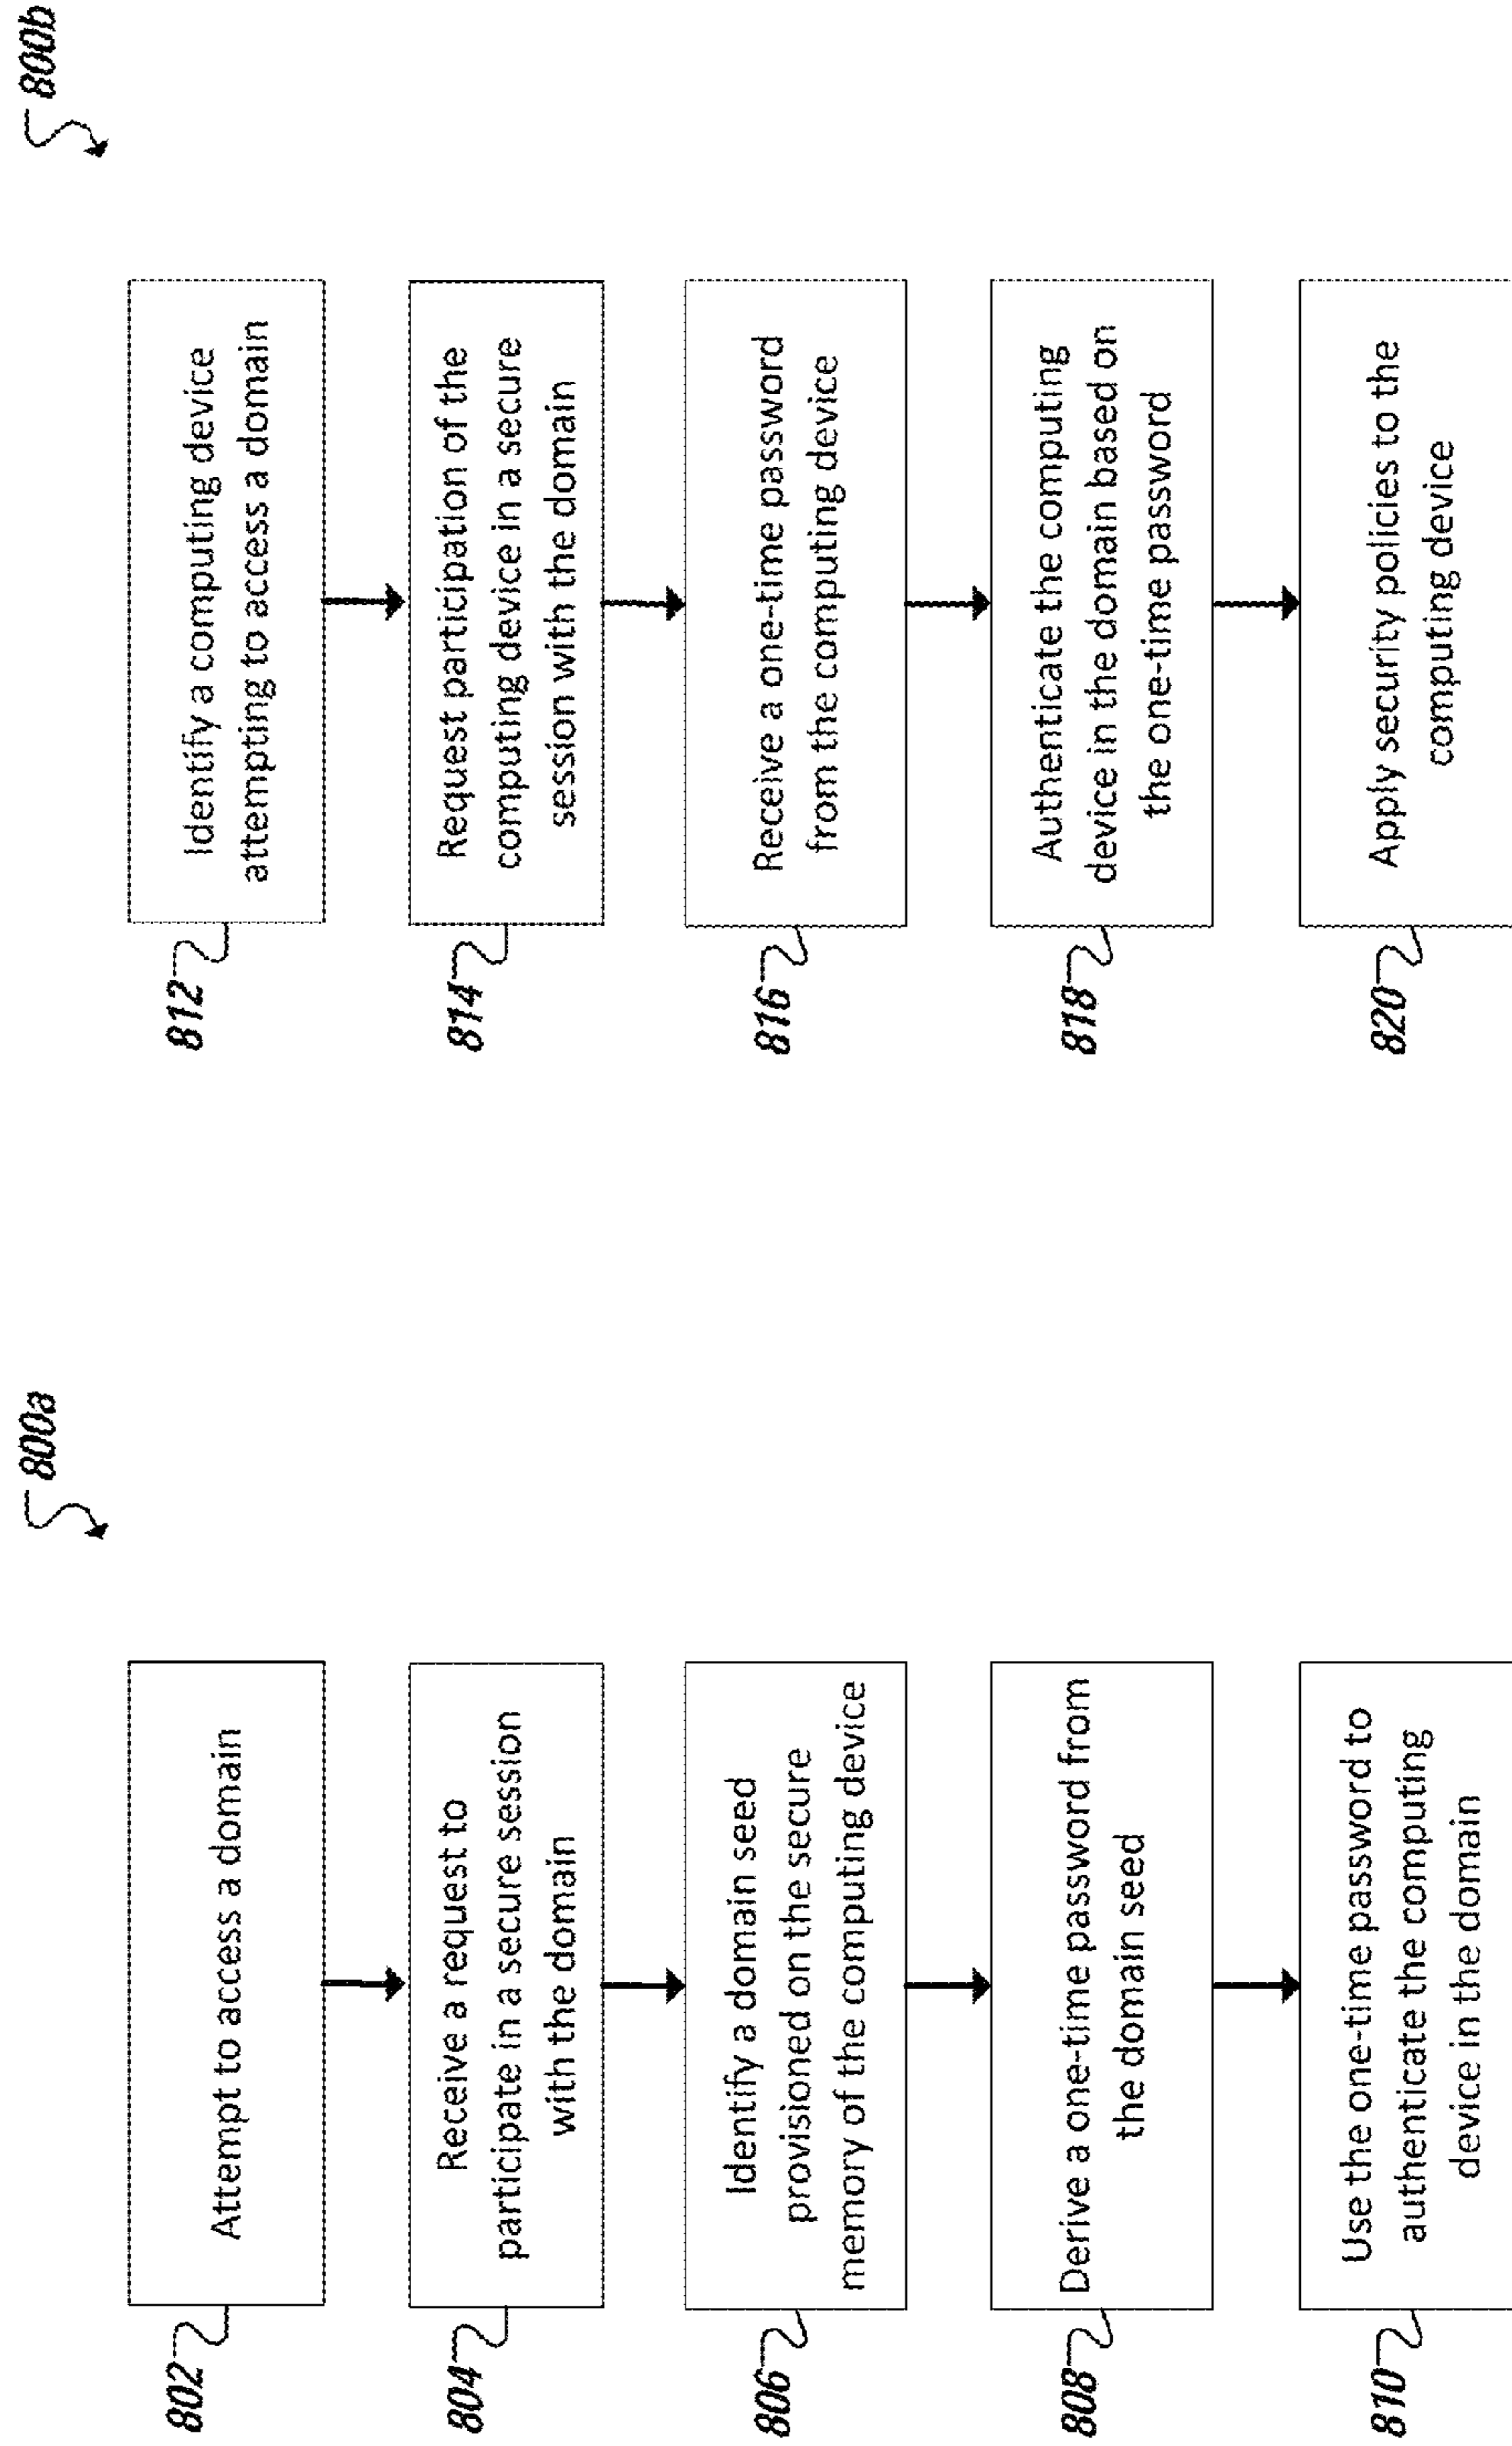 800a
802
Attempt to access a domain
804
Receive a request to
participate in a secure session
with the domain
806
Identify a domain seed
provisioned on the secure
memory of the computing device
808
Derive a one-time password from
the domain seed
810
Use the one-time password to
authenticate the computing
device in the domain
800b
812
Identify a computing device
attempting to access a domain
814
Request participation of the
computing device in a secure
session with the domain
816
Receive a one-time password
from the computing device
818
Authenticate the computing
device in the domain based on
the one-time password
820
Apply security policies to the
computing device